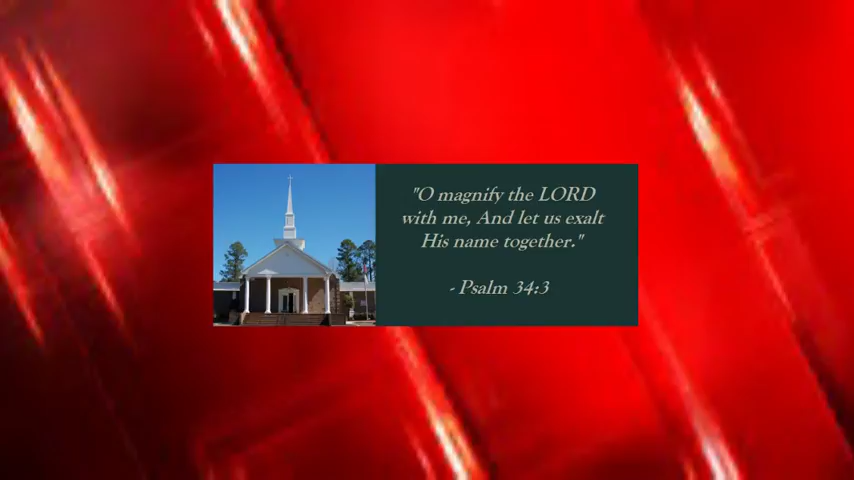 "O magnify the LORD
with me, And let us exalt
His name together."
- Psalm 34:3